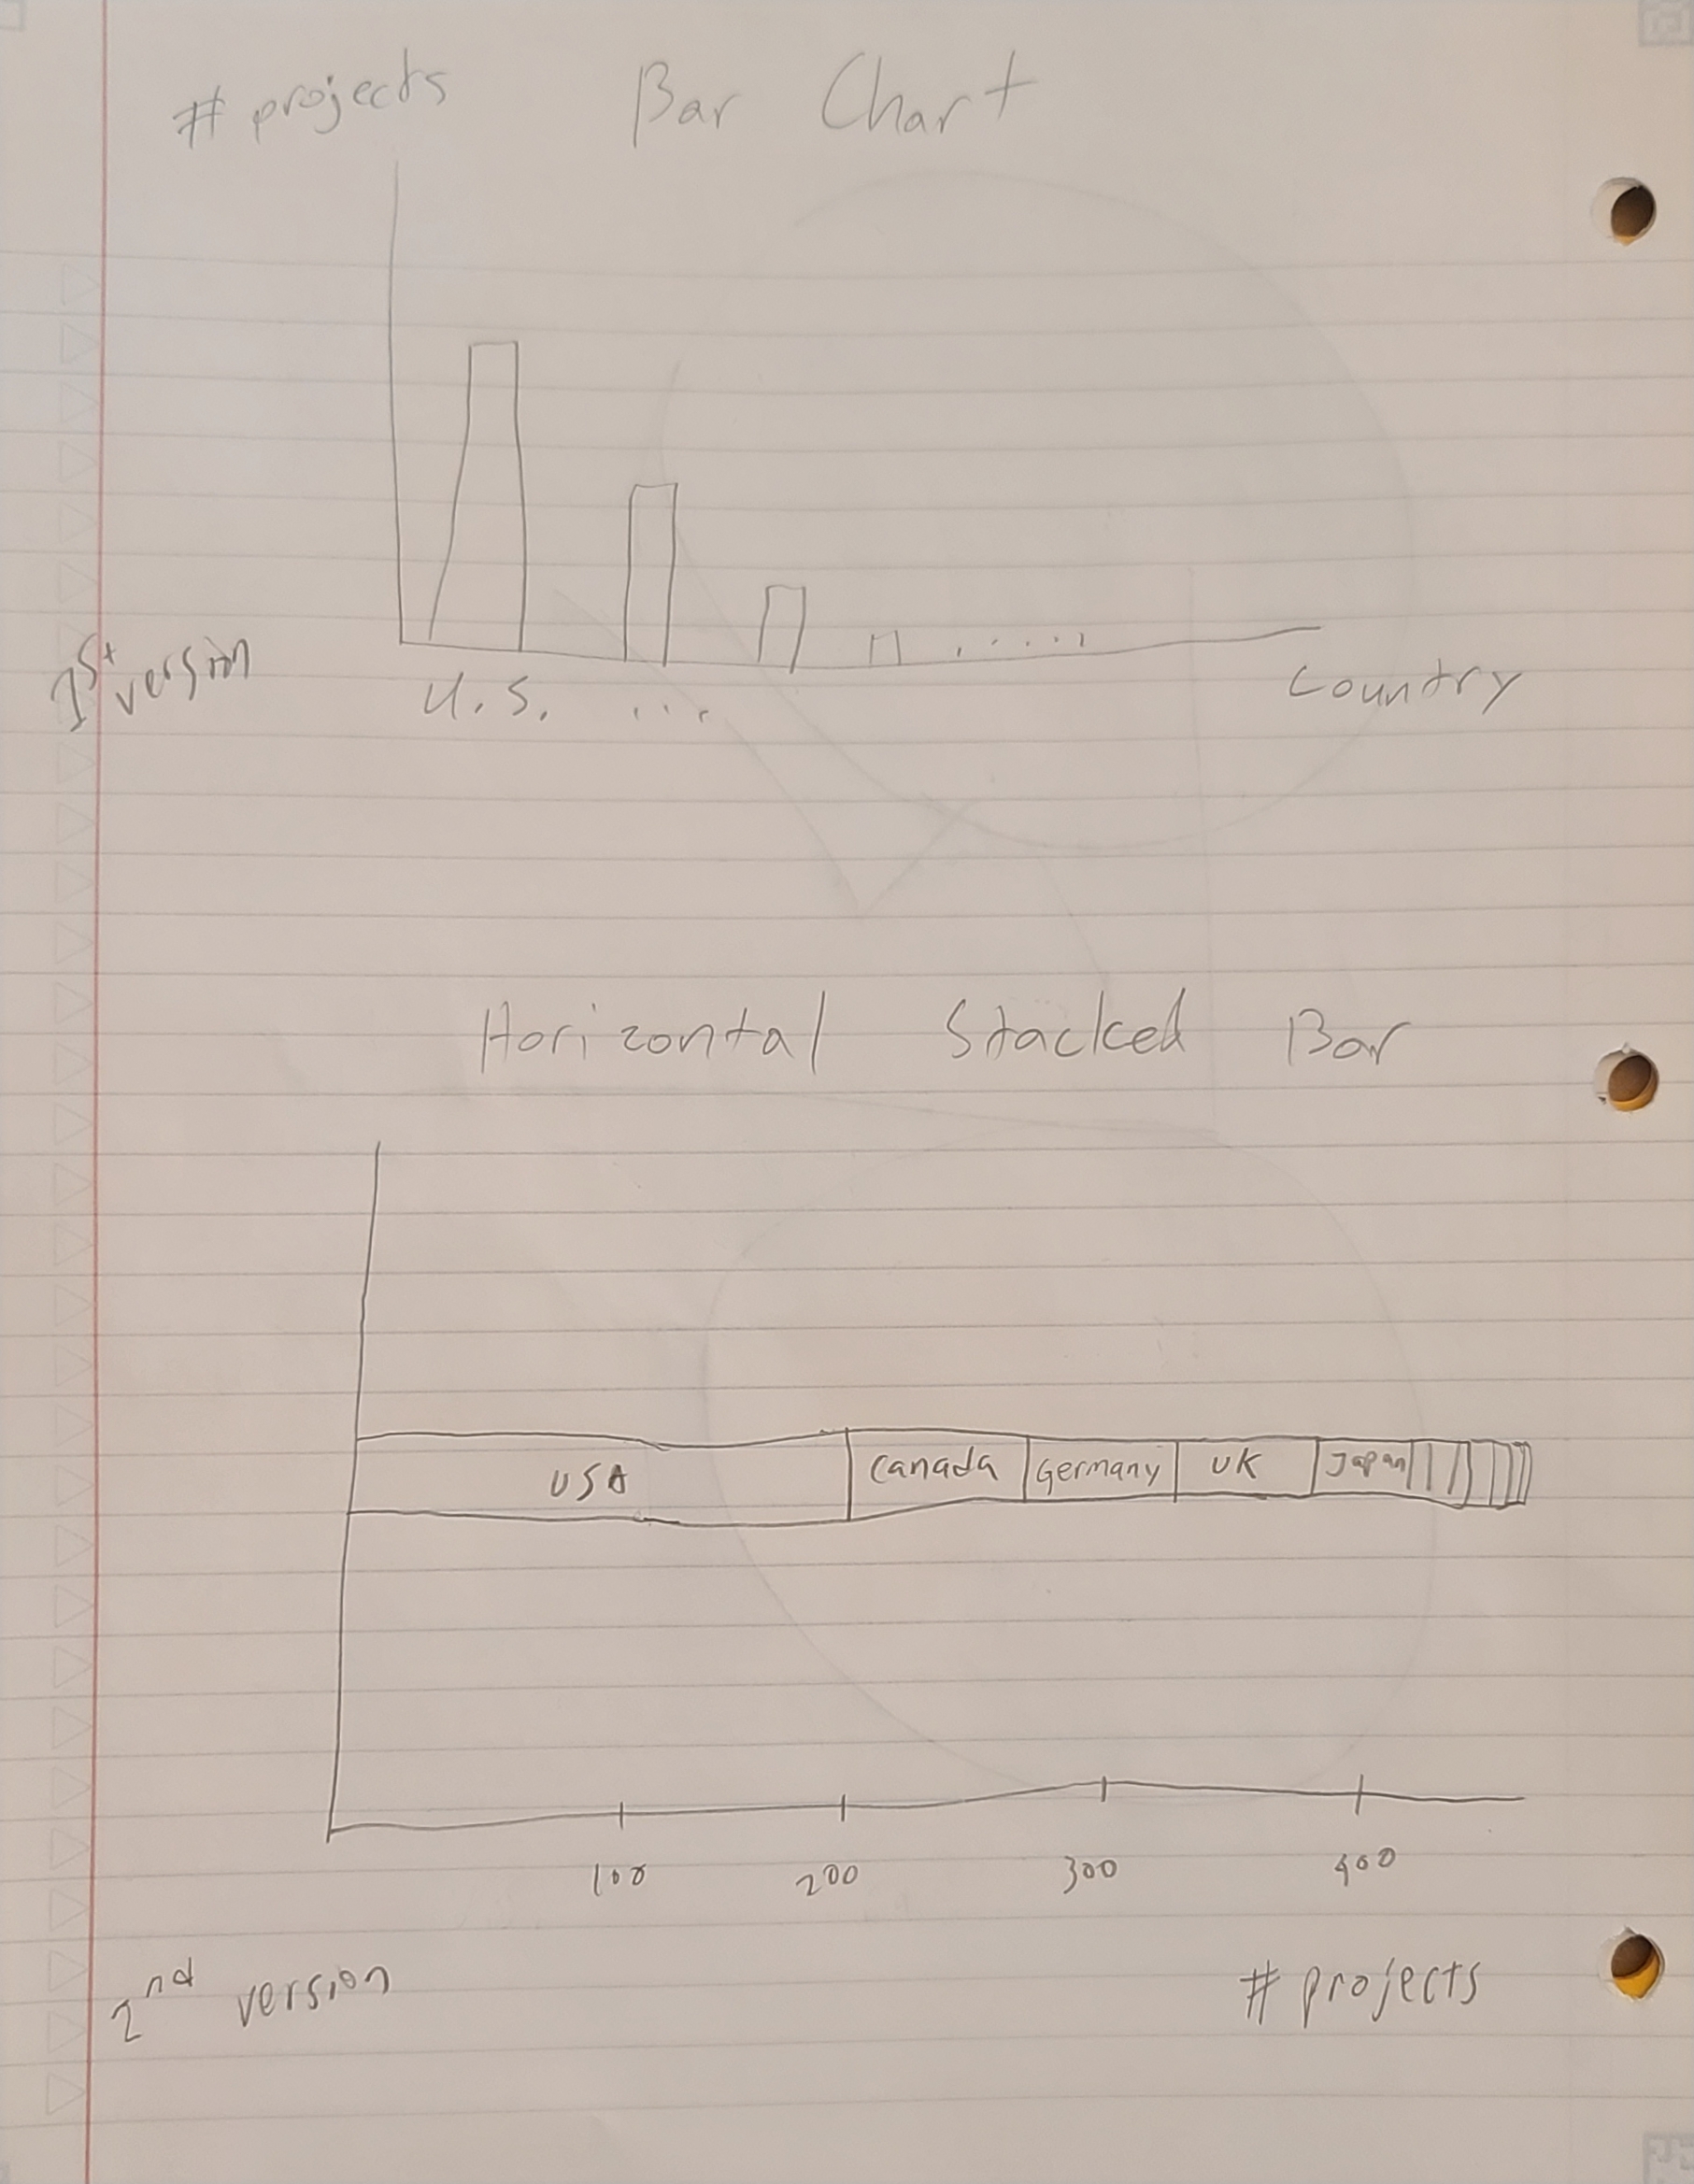 # projects Bar Chart
1st version
U.S. ... Country
Horizontal Stacked Bar
USA Canada Germany UK Japan
100 200 300 400
2nd version # projects